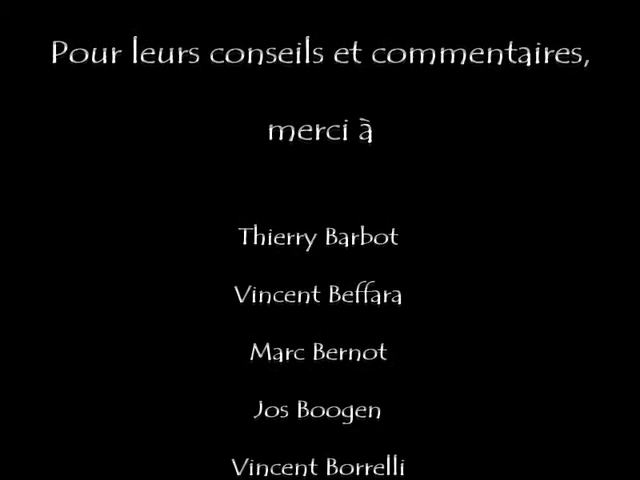 Pour leurs conseils et commentaires,
merci à
Thierry Barbot
Vincent Beffara
Marc Bernot
Jos Boogen
Vincent Borrelli